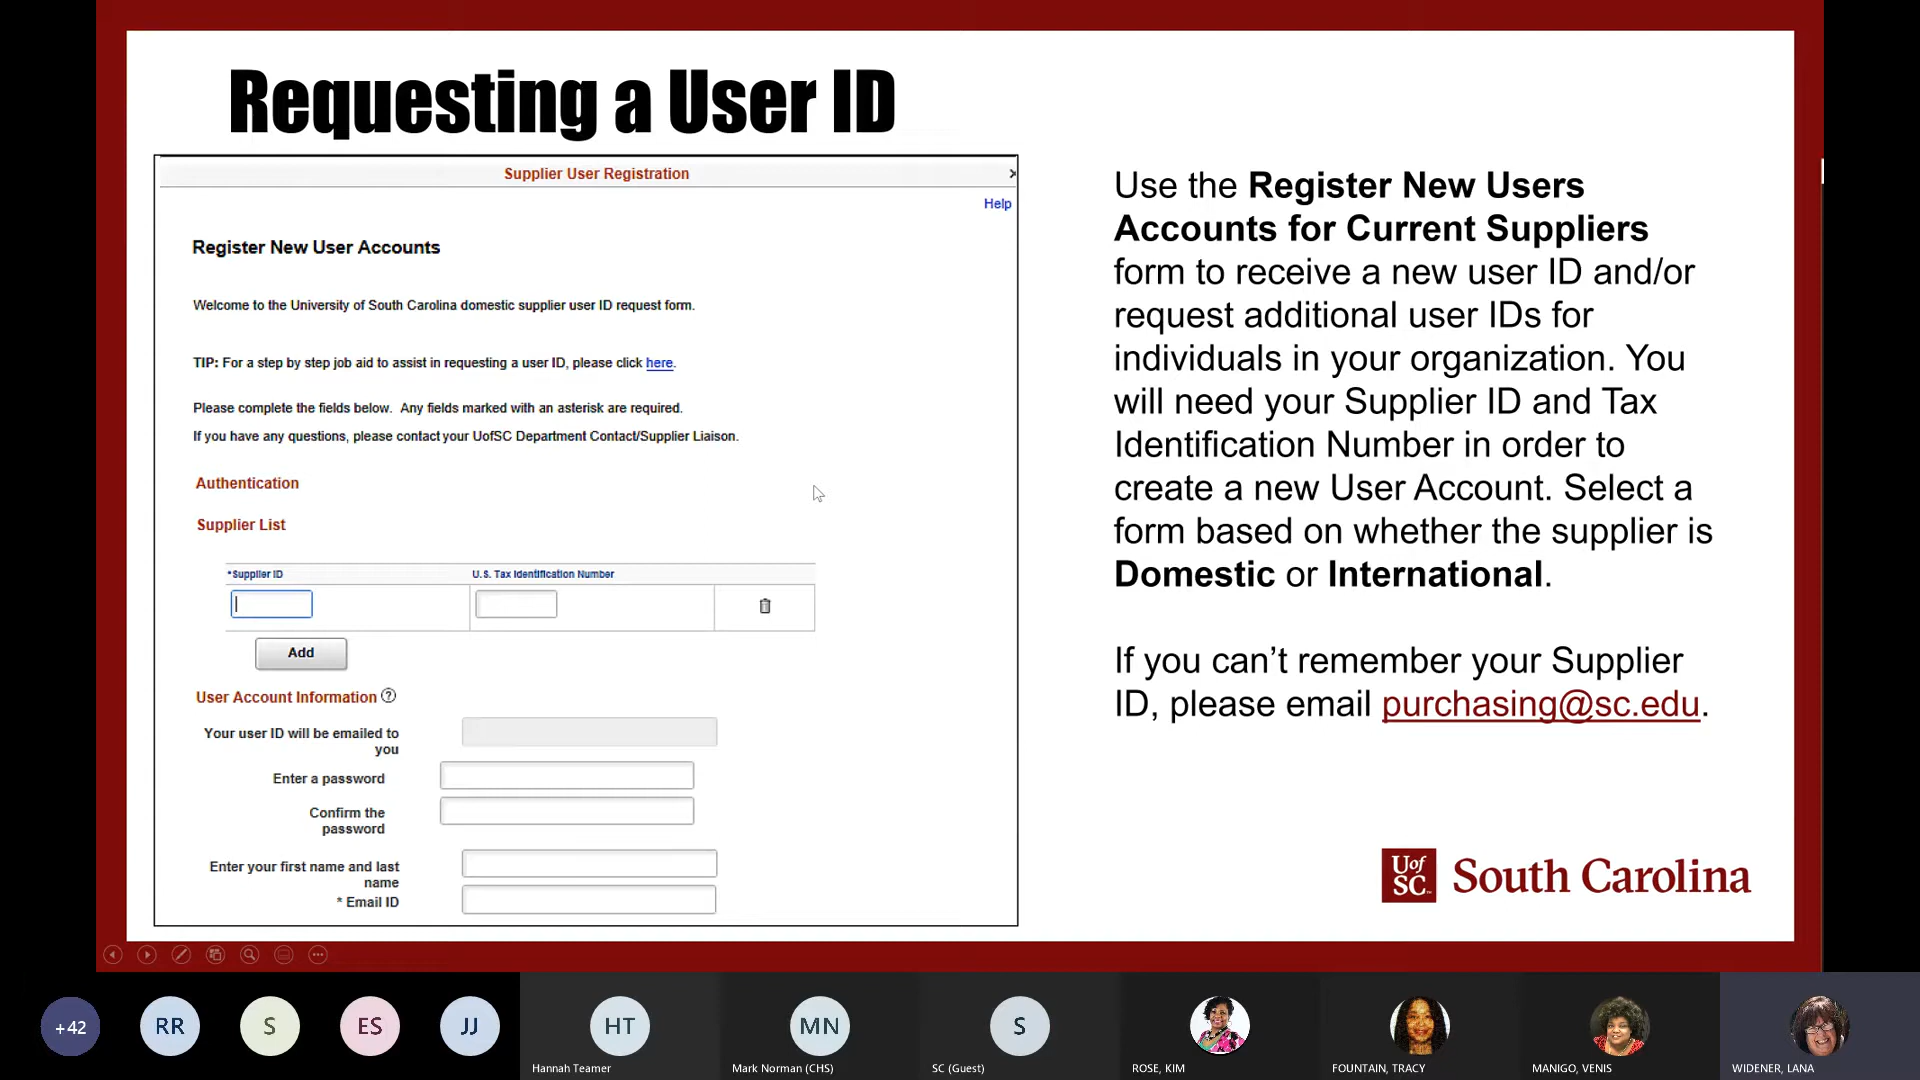 Requesting a User ID
Supplier User Registration
Help
Register New User Accounts
Welcome to the University of South Carolina domestic supplier user ID request form.
TIP: For a step by step job aid to assist in requesting a user ID, please click here.
Please complete the fields below. Any fields marked with an asterisk are required.
If you have any questions, please contact your UofSC Department Contact/Supplier Liaison.
Authentication
Supplier List
*Supplier ID
U.S. Tax Identification Number
Add
User Account Information
Your user ID will be emailed to
you
Enter a password
Confirm the
password
Enter your first name and last
name
* Email ID
Use the Register New Users
Accounts for Current Suppliers
form to receive a new user ID and/or
request additional user IDs for
individuals in your organization. You
will need your Supplier ID and Tax
Identification Number in order to
create a new User Account. Select a
form based on whether the supplier is
Domestic or International.
If you can’t remember your Supplier
ID, please email purchasing@sc.edu.
Uof
SC
South Carolina
+42
RR
S
ES
JJ
HT
MN
S
Hannah Teamer
Mark Norman (CHS)
SC (Guest)
ROSE, KIM
FOUNTAIN, TRACY
MANIGO, VENIS
WIDENER, LANA